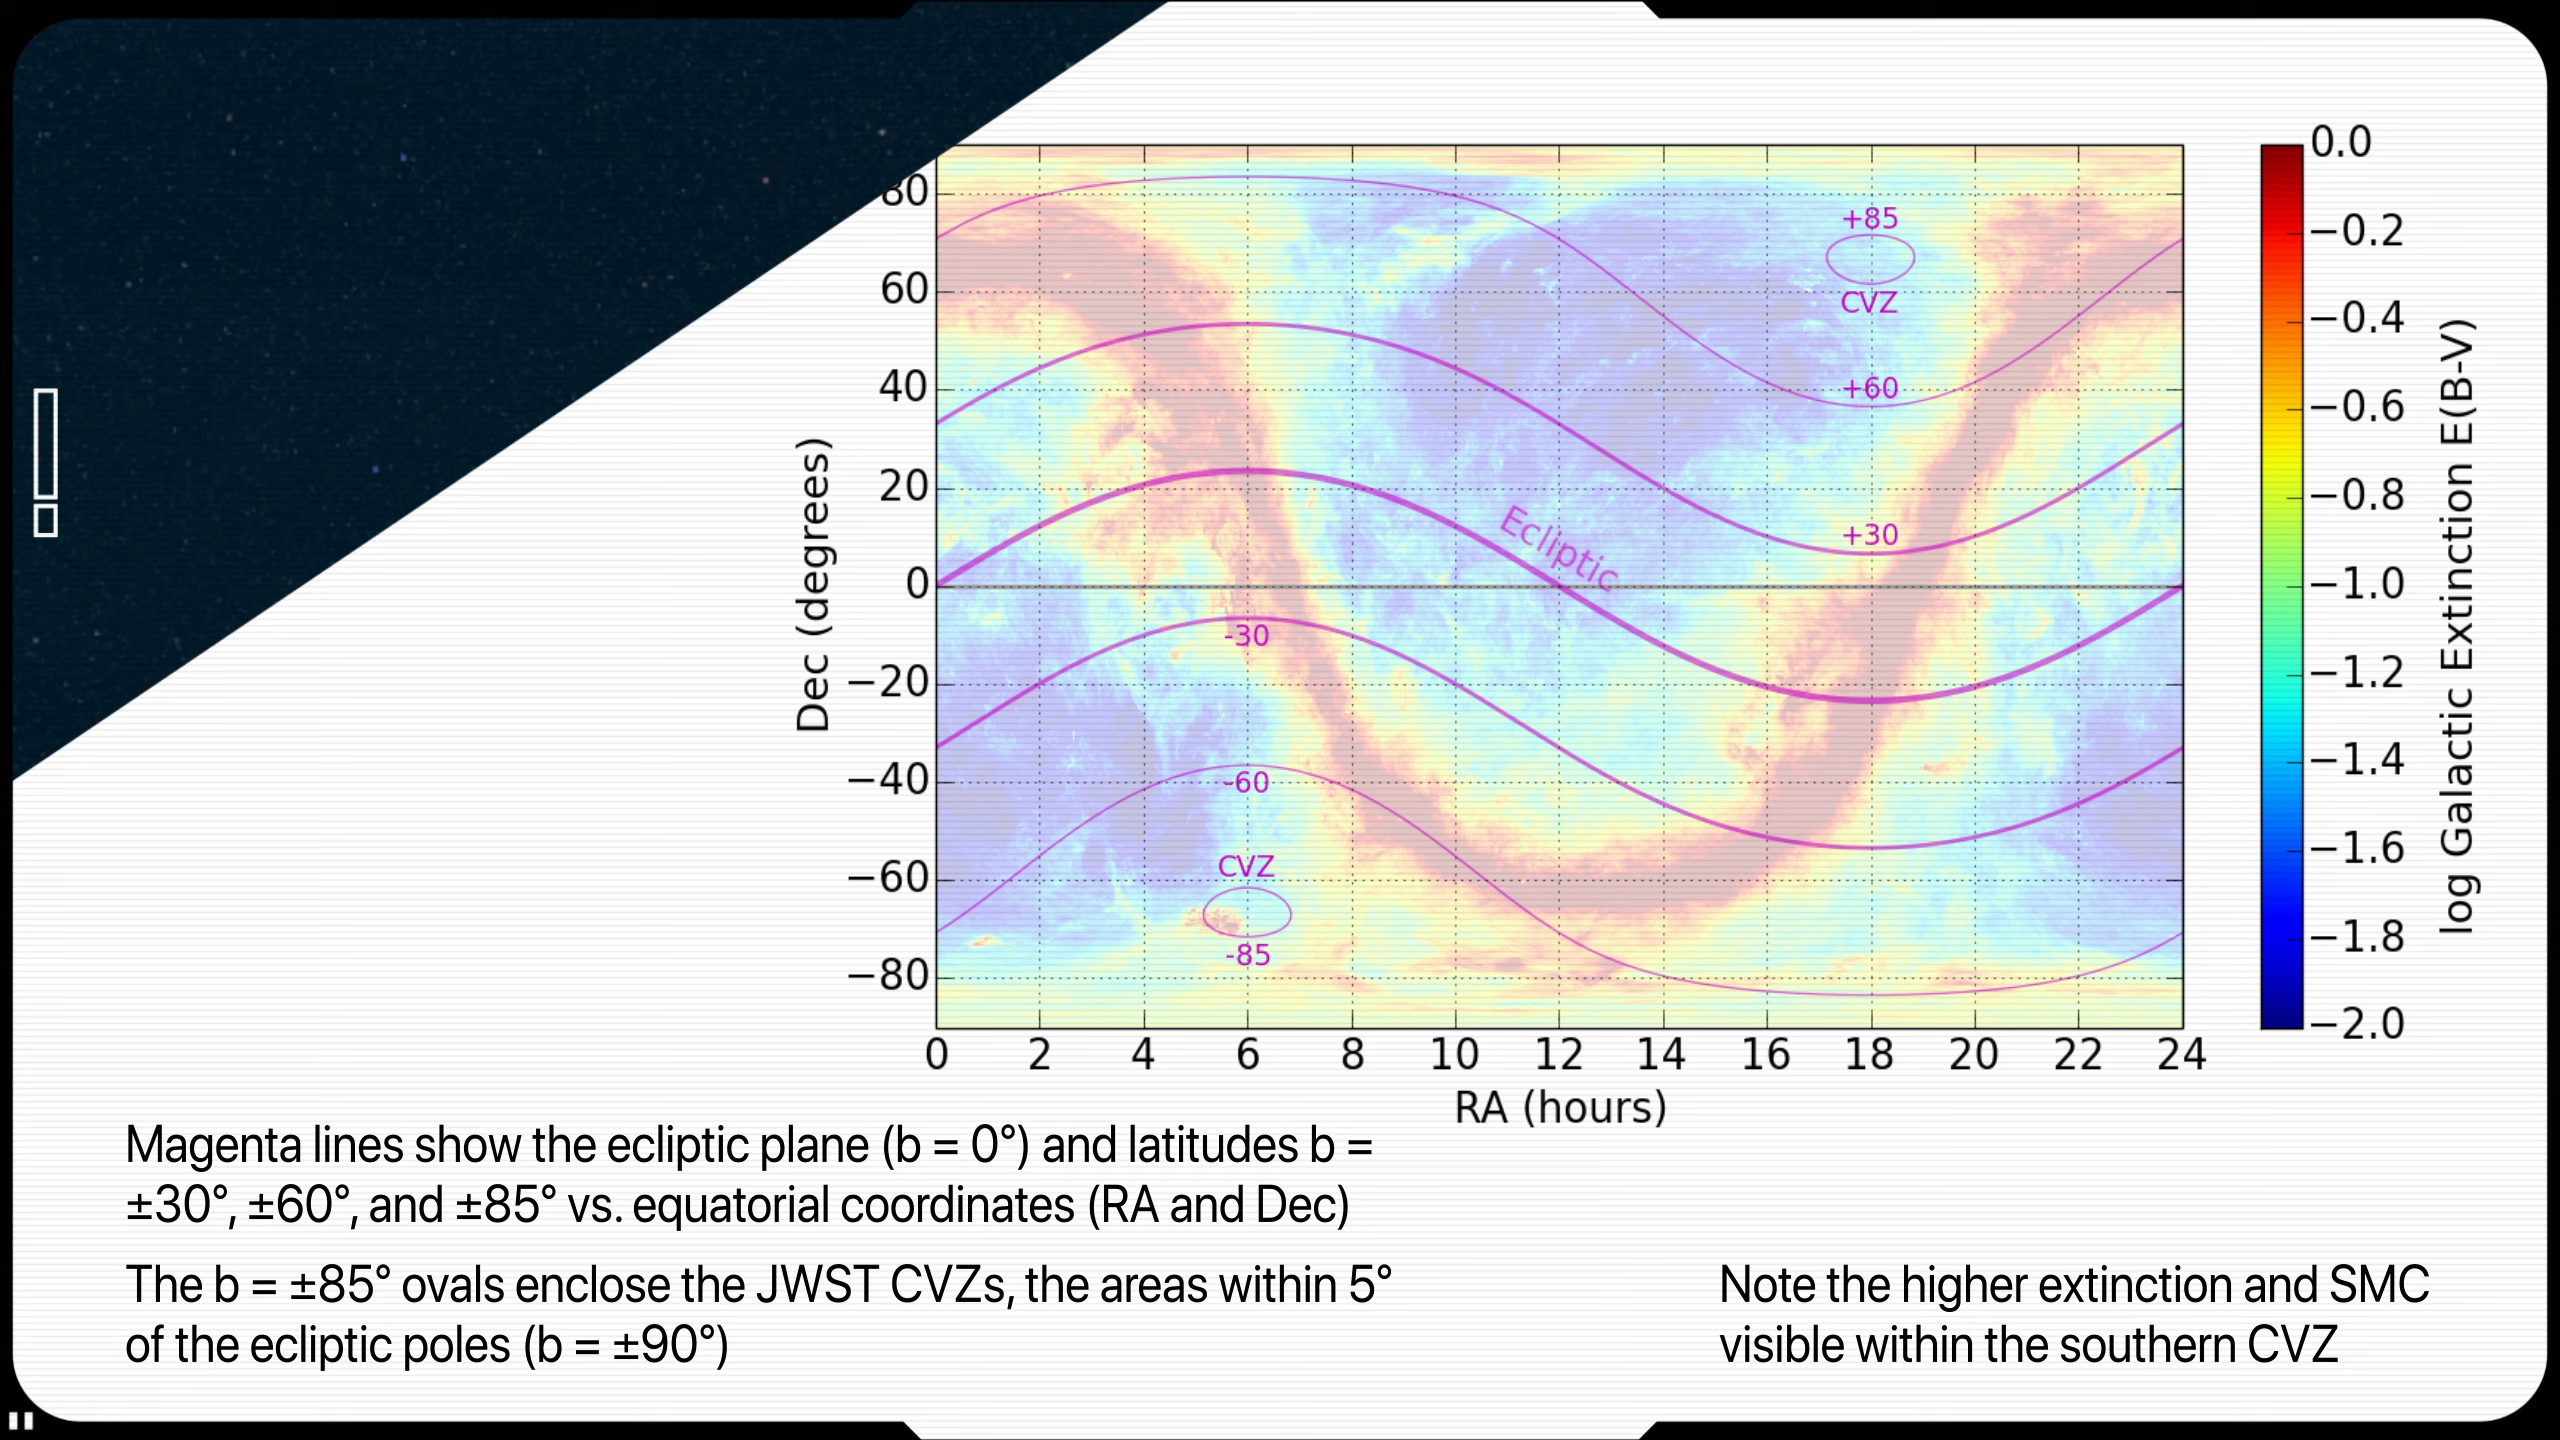 80
60
40
20
0
−20
−40
−60
−80
Dec (degrees)
0 2 4 6 8 10 12 14 16 18 20 22 24
RA (hours)
+85
CVZ
+60
+30
Ecliptic
-30
-60
CVZ
-85
0.0
−0.2
−0.4
−0.6
−0.8
−1.0
−1.2
−1.4
−1.6
−1.8
−2.0
log Galactic Extinction E(B-V)
Magenta lines show the ecliptic plane (b = 0°) and latitudes b =
±30°, ±60°, and ±85° vs. equatorial coordinates (RA and Dec)
The b = ±85° ovals enclose the JWST CVZs, the areas within 5°
of the ecliptic poles (b = ±90°)
Note the higher extinction and SMC
visible within the southern CVZ